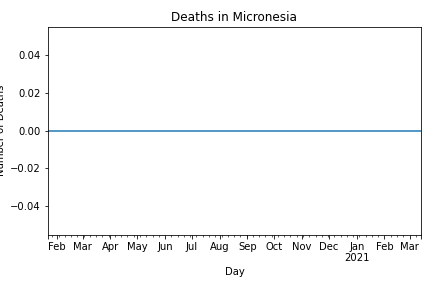 Deaths in Micronesia
Number of Deaths
0.04
0.02
0.00
−0.02
−0.04
Feb Mar Apr May Jun Jul Aug Sep Oct Nov Dec Jan Feb Mar
2021
Day